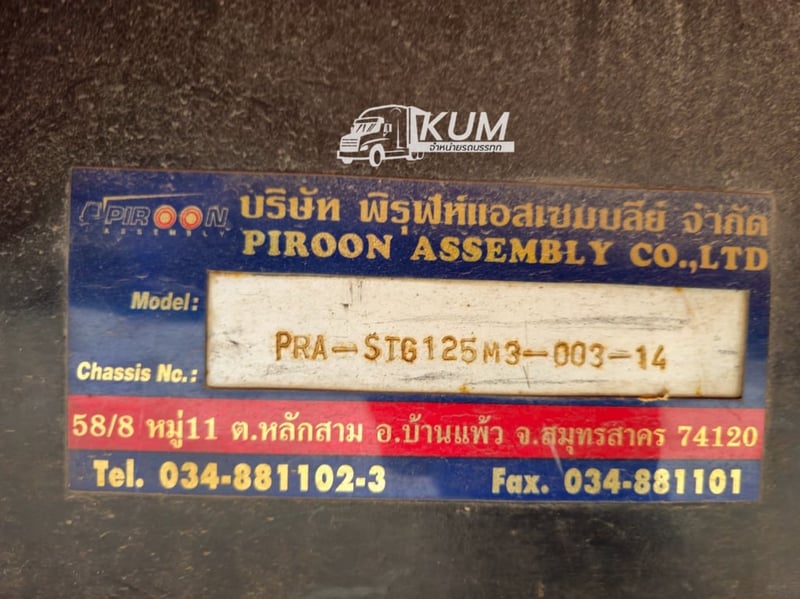 KUM
จำหน่ายรถบรรทุก
PIROON
ASSEMBLY
บริษัท พิรุฬห์แอสเซมบลีย์ จำกัด
PIROON ASSEMBLY CO.,LTD
Model:
PRA-STG125M3-003-14
Chassis No.:
58/8 หมู่11 ต.หลักสาม อ.บ้านแพ้ว จ.สมุทรสาคร 74120
Tel. 034-881102-3 Fax. 034-881101